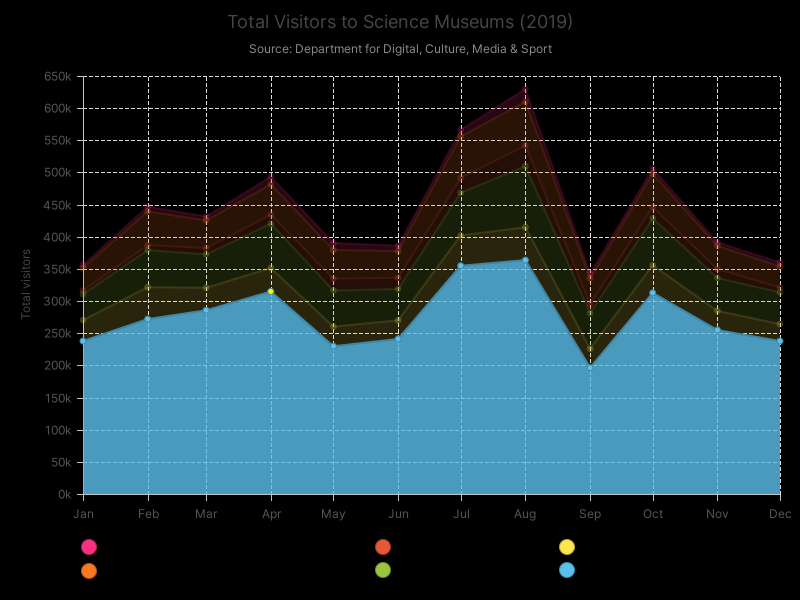 Total Visitors to Science Museums (2019)
Source: Department for Digital, Culture, Media & Sport
650k
600k
550k
500k
450k
400k
350k
300k
250k
200k
150k
100k
50k
0k
Total visitors
Jan Feb Mar Apr May Jun Jul Aug Sep Oct Nov Dec